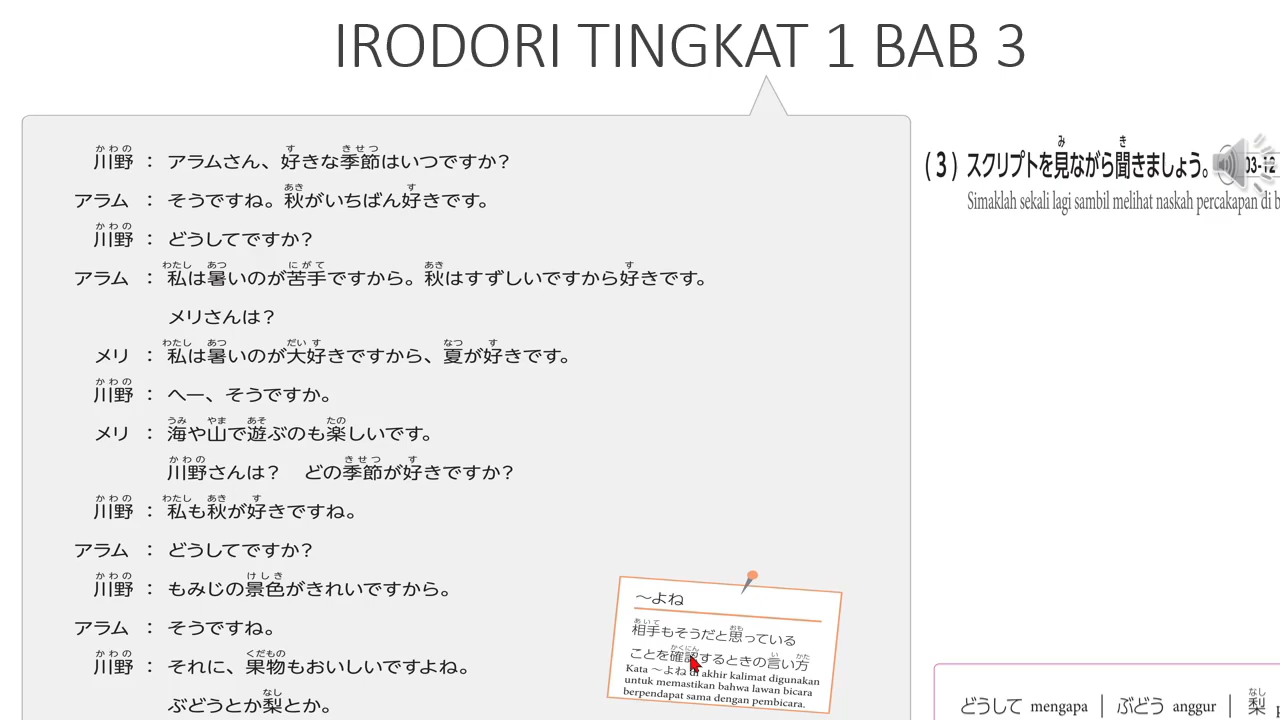 IRODORI TINGKAT 1 BAB 3
川野 : アラムさん、好きな季節はいつですか?
アラム : そうですね。秋がいちばん好きです。
川野 : どうしてですか?
アラム : 私は暑いのが苦手ですから。秋はすずしいですから好きです。
メリさんは?
メリ : 私は暑いのが大好きですから、夏が好きです。
川野 : へー、そうですか。
メリ : 海や山で遊ぶのも楽しいです。
川野さんは? どの季節が好きですか?
川野 : 私も秋が好きですね。
アラム : どうしてですか?
川野 : もみじの景色がきれいですから。
アラム : そうですね。
川野 : それに、果物もおいしいですよね。
ぶどうとか梨とか。
~よね
相手もそうだと思っている
ことを確認するときの言い方
Kata ~よね di akhir kalimat digunakan
untuk memastikan bahwa lawan bicara
berpendapat sama dengan pembicara.
(3) スクリプトを見ながら聞きましょう。 03-12
Simaklah sekali lagi sambil melihat naskah percakapan di
どうして mengapa | ぶどう anggur | 梨